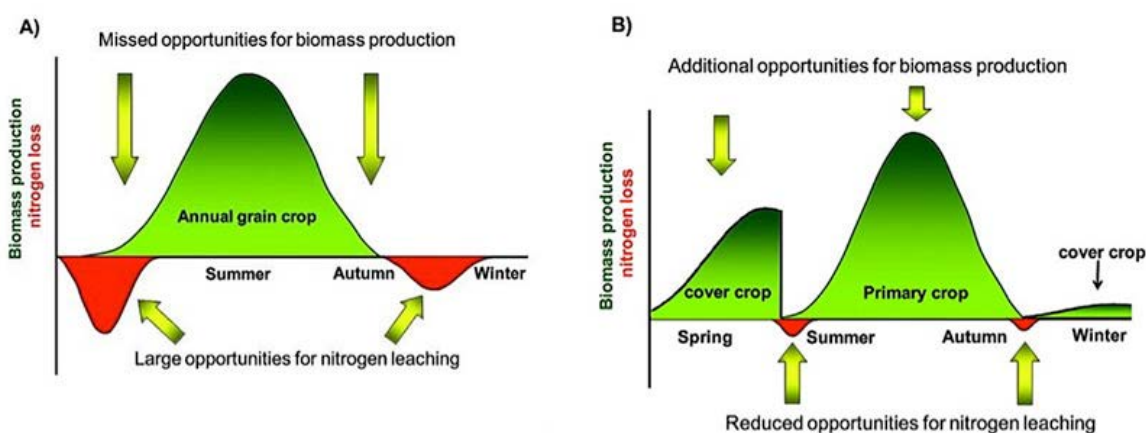 A)
Missed opportunities for biomass production
Biomass production
nitrogen loss
Annual grain crop
Summer
Autumn
Winter
Large opportunities for nitrogen leaching
B)
Additional opportunities for biomass production
Biomass production
nitrogen loss
cover crop
Primary crop
cover crop
Spring
Summer
Autumn
Winter
Reduced opportunities for nitrogen leaching